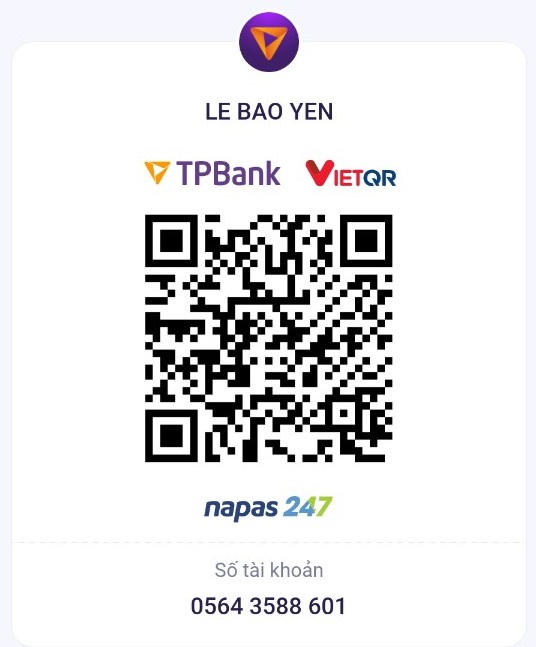 LE BAO YEN
TPBank VIETQR
napas 247
Số tài khoản
0564 3588 601